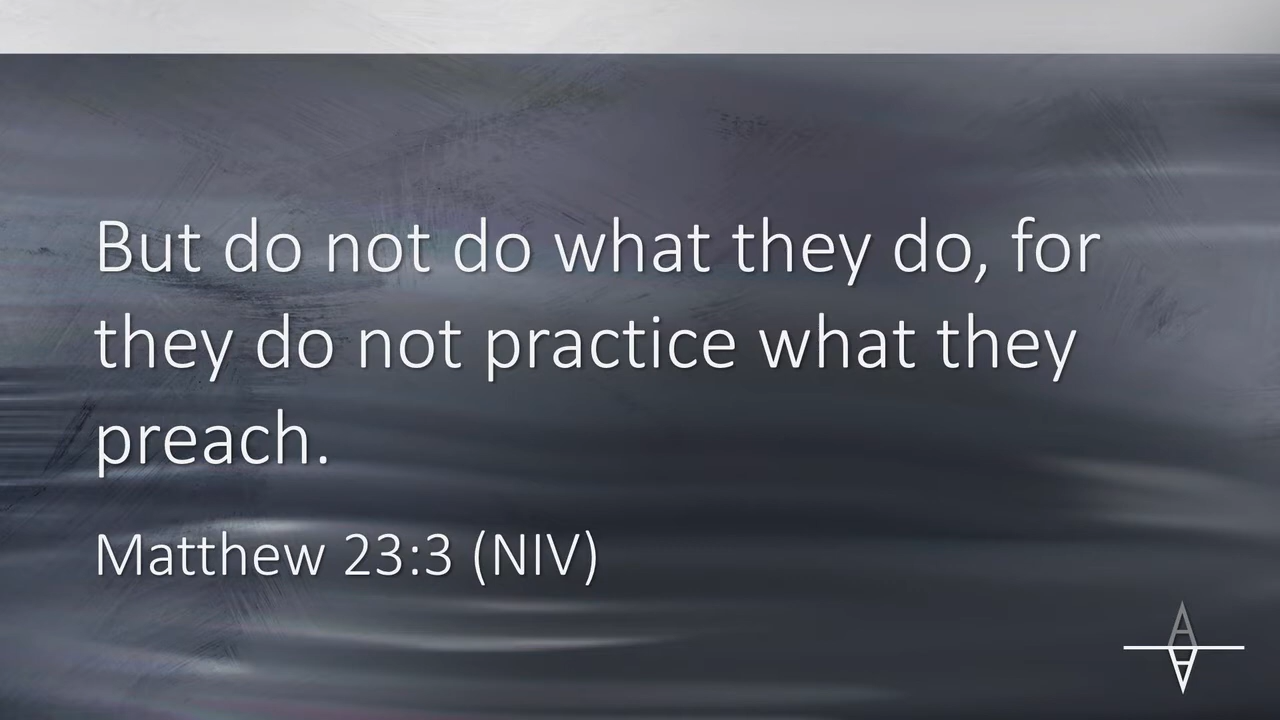 But do not do what they do, for
they do not practice what they
preach.
Matthew 23:3 (NIV)